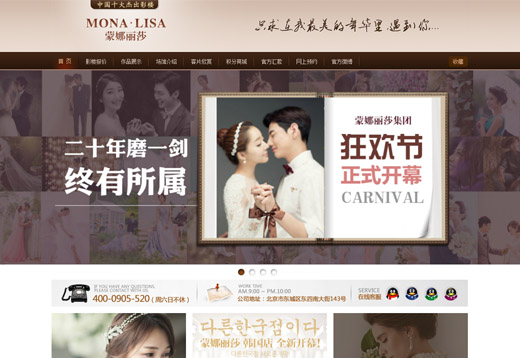 中国十大杰出影楼
MONA·LISA
蒙娜丽莎
只求在我最美的年华里，遇到你…
首 页 影楼报价 作品展示 场地介绍 客片欣赏 积分商城 官方汇款 网上预约 官方微博 收藏
二十年磨一剑
终有所属
蒙娜丽莎集团
狂欢节
正式开幕
CARNIVAL
IF YOU HAVE ANY QUESTIONS,
PLEASE CONTACT WITH US
400-0905-520（周六日不休）
WORK TIME
AM.9:00 ~ PM.10:00
公司地址：北京市东城区东四南大街143号
SERVICE
在线客服
다른한국점이다
蒙娜丽莎 韩国店 全新开幕!